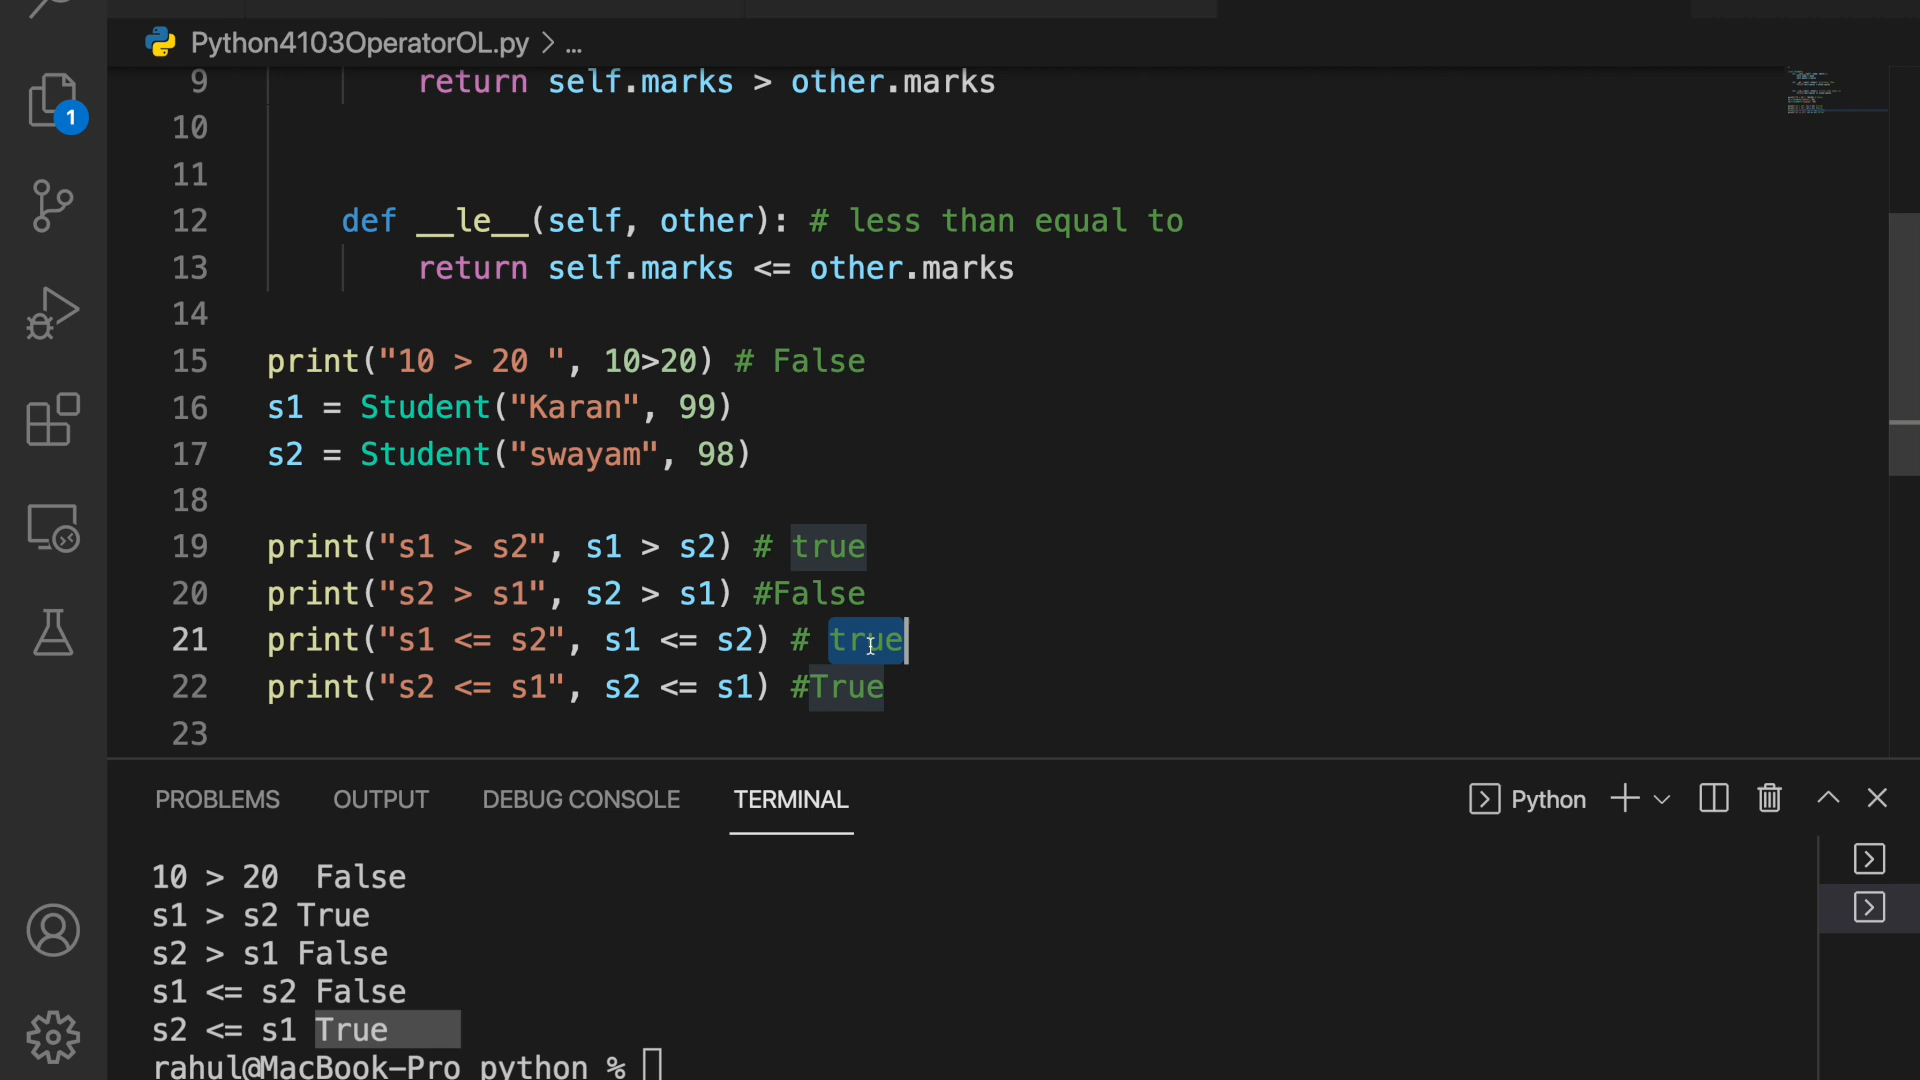 Python4103OperatorOL.py > ...
9 return self.marks > other.marks
10
11
12 def __le__(self, other): # less than equal to
13 return self.marks <= other.marks
14
15 print("10 > 20 ", 10>20) # False
16 s1 = Student("Karan", 99)
17 s2 = Student("swayam", 98)
18
19 print("s1 > s2", s1 > s2) # true
20 print("s2 > s1", s2 > s1) #False
21 print("s1 <= s2", s1 <= s2) # true
22 print("s2 <= s1", s2 <= s1) #True
23
1
PROBLEMS OUTPUT DEBUG CONSOLE TERMINAL Python
10 > 20  False
s1 > s2 True
s2 > s1 False
s1 <= s2 False
s2 <= s1 True
rahul@MacBook-Pro python %